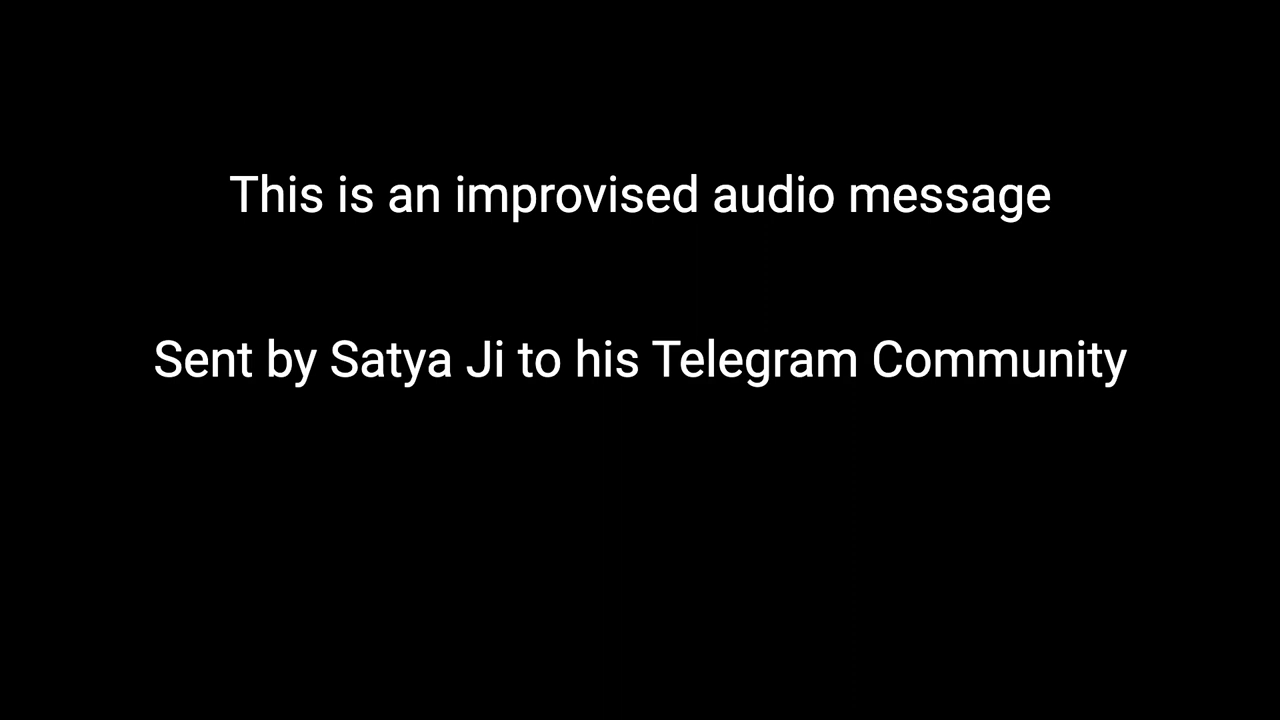 This is an improvised audio message
Sent by Satya Ji to his Telegram Community